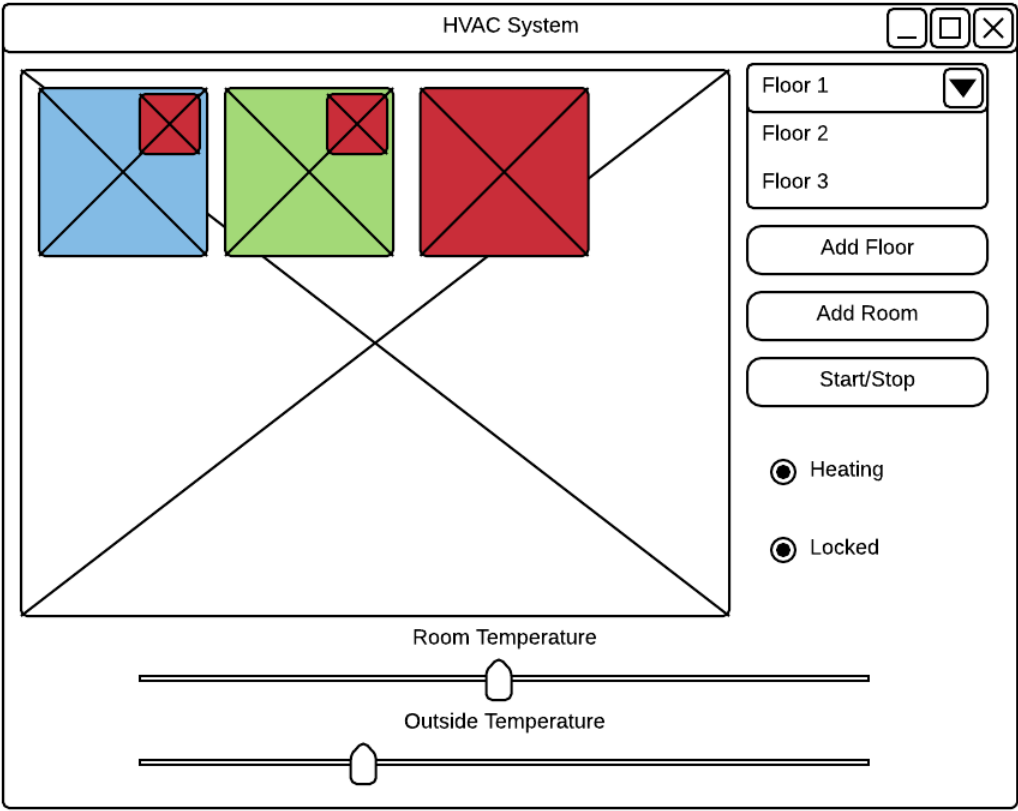 HVAC System
Floor 1
Floor 2
Floor 3
Add Floor
Add Room
Start/Stop
Heating
Locked
Room Temperature
Outside Temperature